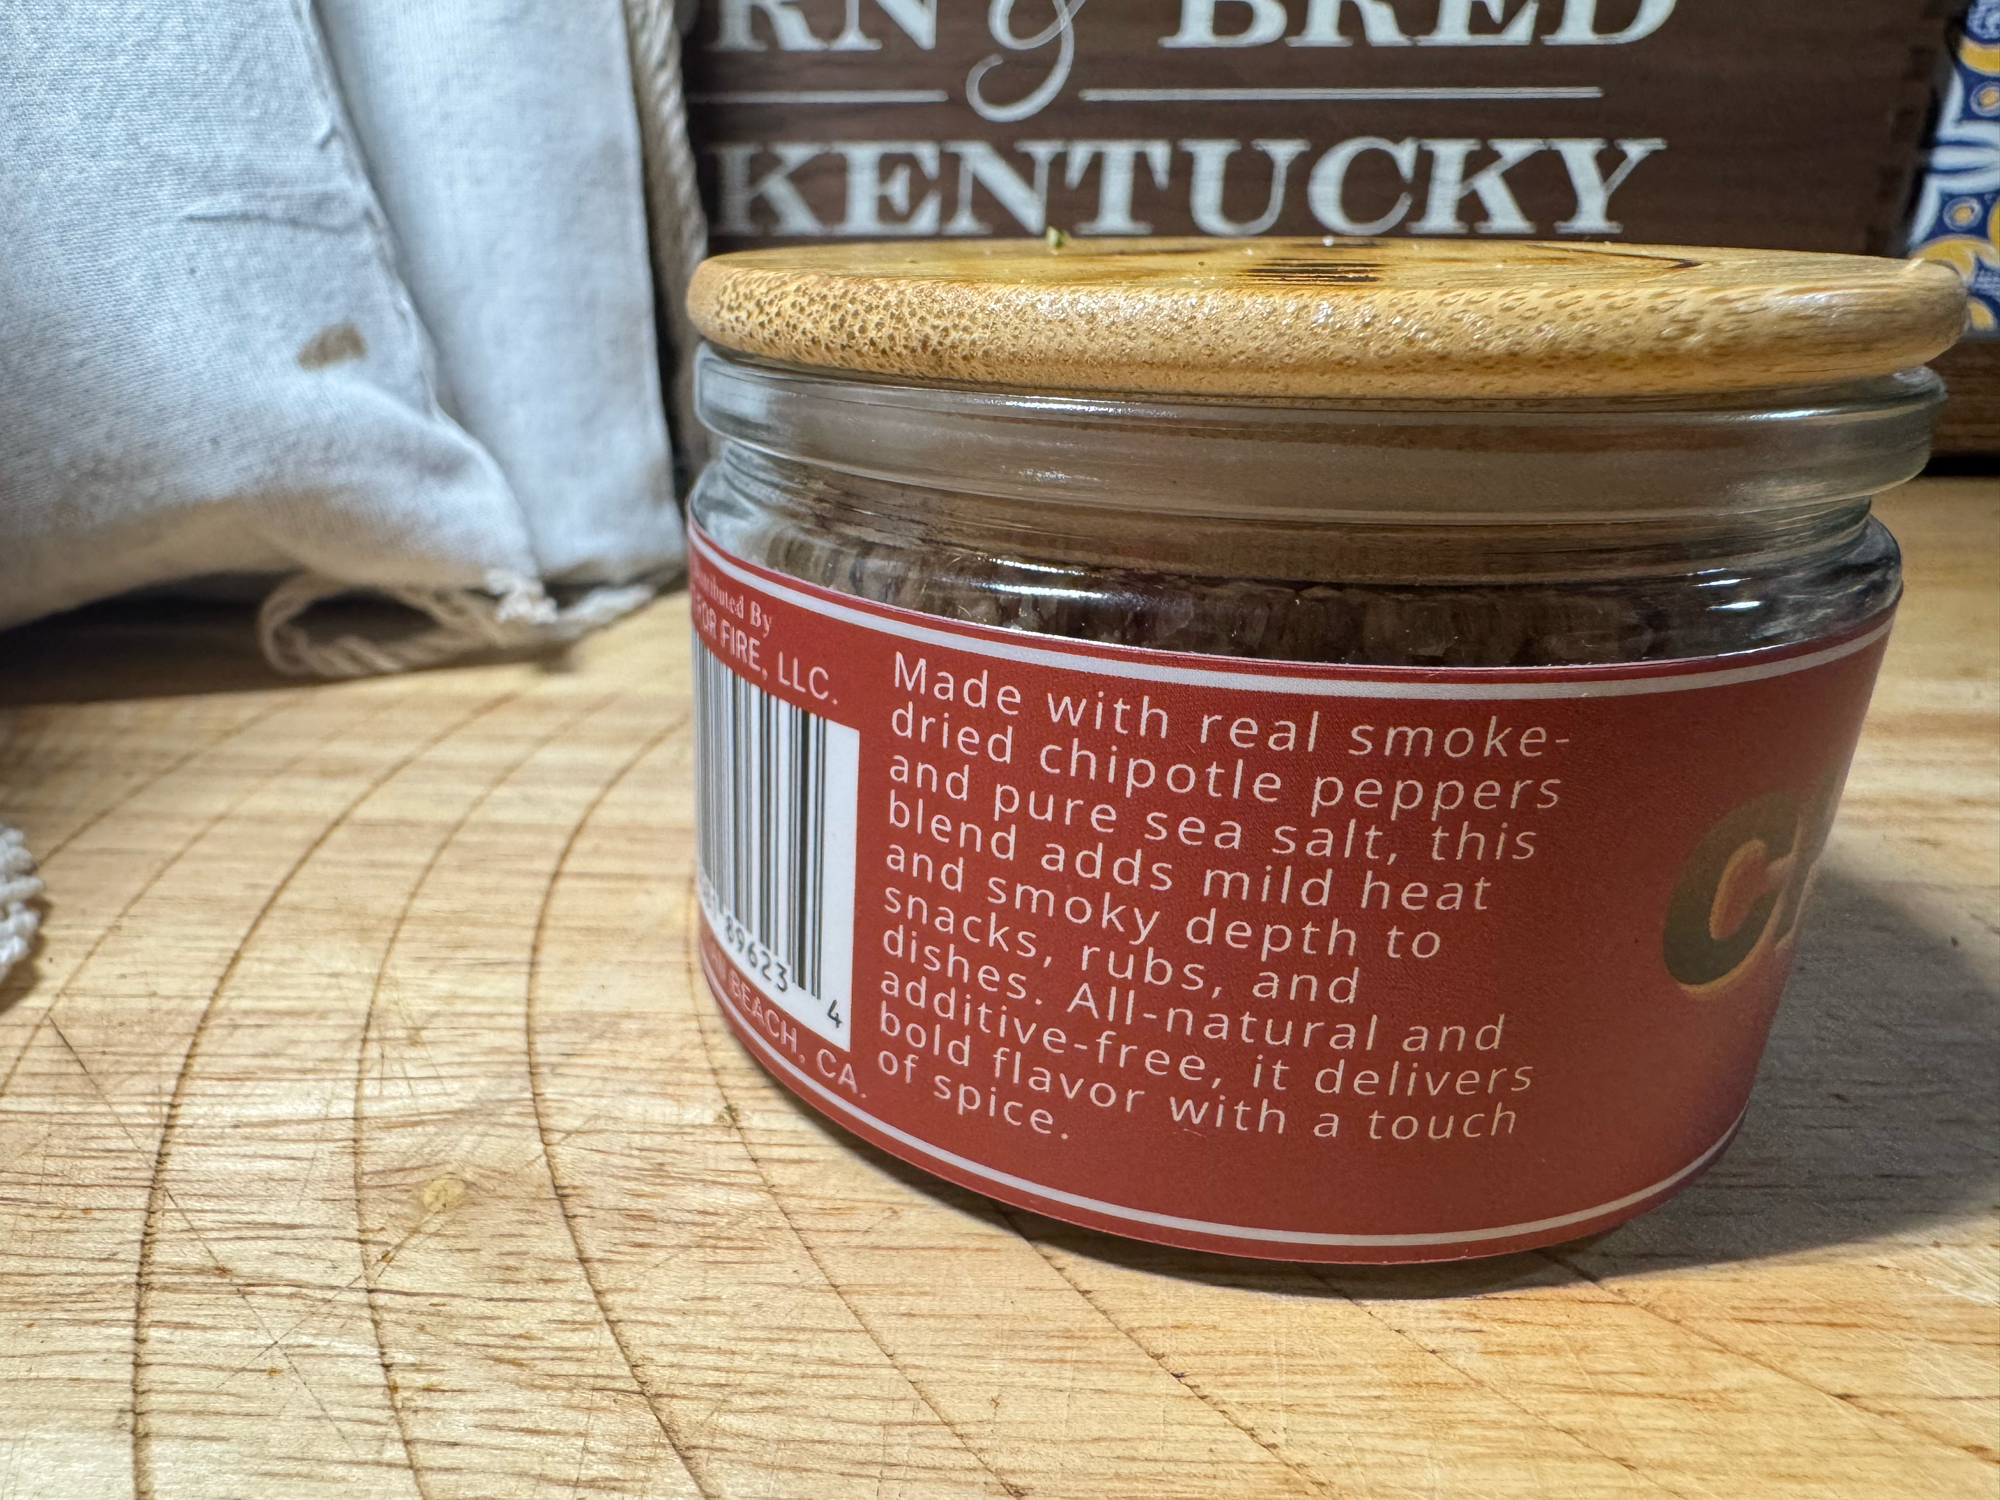 & BRED
KENTUCKY
By
FIRE, LLC.
89623 4
BEACH, CA.
Made with real smoke-
dried chipotle peppers
and pure sea salt, this
blend adds mild heat
and smoky depth to
snacks, rubs, and
dishes. All-natural and
additive-free, it delivers
bold flavor with a touch
of spice.